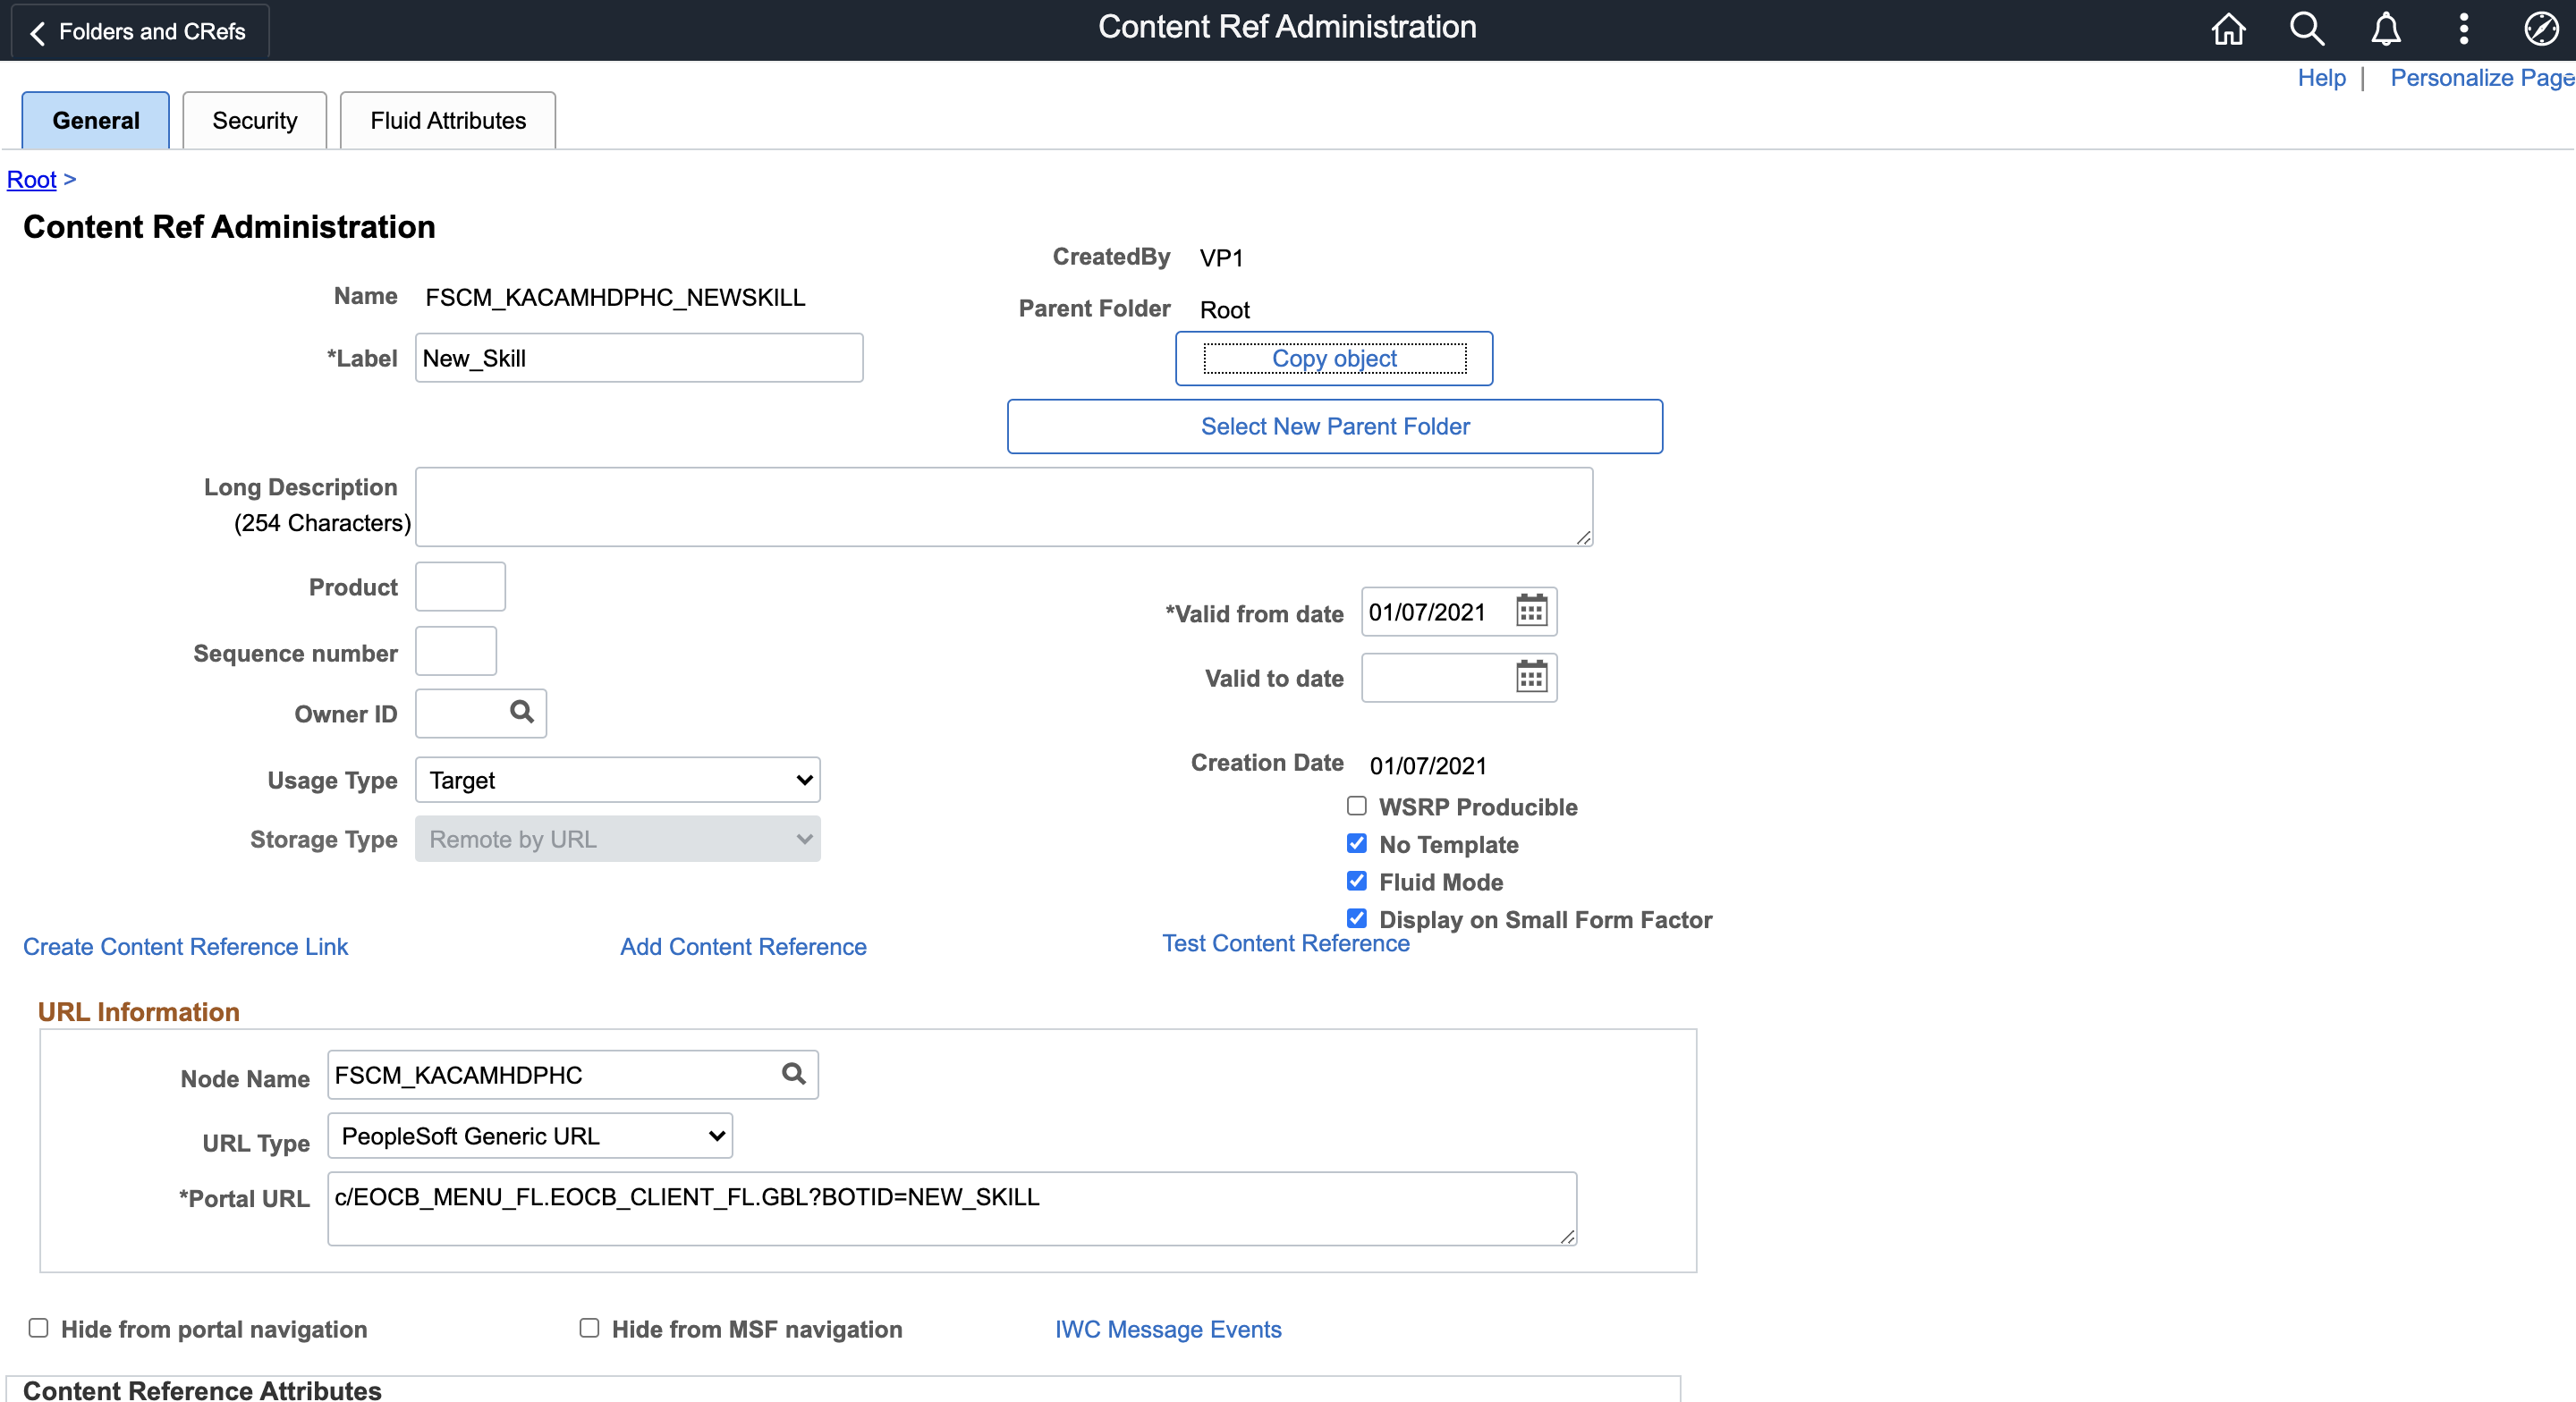 Folders and CRefs
Content Ref Administration
Help | Personalize Page
General
Security
Fluid Attributes
Root >
Content Ref Administration
CreatedBy VP1
Name FSCM_KACAMHDPHC_NEWSKILL
Parent Folder Root
*Label New_Skill
Copy object
Select New Parent Folder
Long Description
(254 Characters)
Product
*Valid from date 01/07/2021
Sequence number
Valid to date
Owner ID
Usage Type Target
Creation Date 01/07/2021
WSRP Producible
Storage Type Remote by URL
No Template
Fluid Mode
Display on Small Form Factor
Create Content Reference Link
Add Content Reference
Test Content Reference
URL Information
Node Name FSCM_KACAMHDPHC
URL Type PeopleSoft Generic URL
*Portal URL c/EOCB_MENU_FL.EOCB_CLIENT_FL.GBL?BOTID=NEW_SKILL
Hide from portal navigation
Hide from MSF navigation
IWC Message Events
Content Reference Attributes